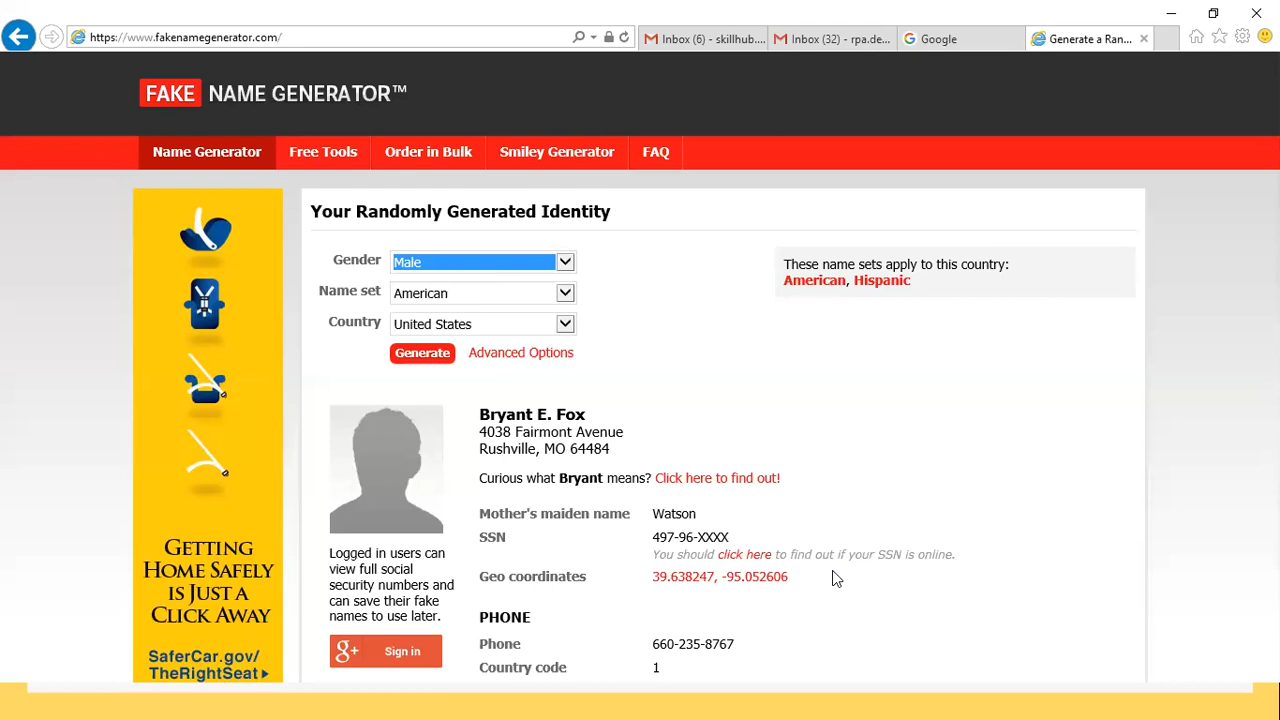 https://www.fakenamegenerator.com/
Inbox (6) - skillhub....
Inbox (32) - rpa.de...
Google
Generate a Ran...
FAKE NAME GENERATOR™
Name Generator
Free Tools
Order in Bulk
Smiley Generator
FAQ
Your Randomly Generated Identity
Gender
Male
Name set
American
Country
United States
Generate
Advanced Options
These name sets apply to this country:
American, Hispanic
Bryant E. Fox
4038 Fairmont Avenue
Rushville, MO 64484
Curious what Bryant means? Click here to find out!
Mother's maiden name Watson
SSN 497-96-XXXX
You should click here to find out if your SSN is online.
Geo coordinates 39.638247, -95.052606
PHONE
Phone 660-235-8767
Country code 1
Logged in users can
view full social
security numbers and
can save their fake
names to use later.
g+ Sign in
GETTING
HOME SAFELY
IS JUST A
CLICK AWAY
SaferCar.gov/
TheRightSeat